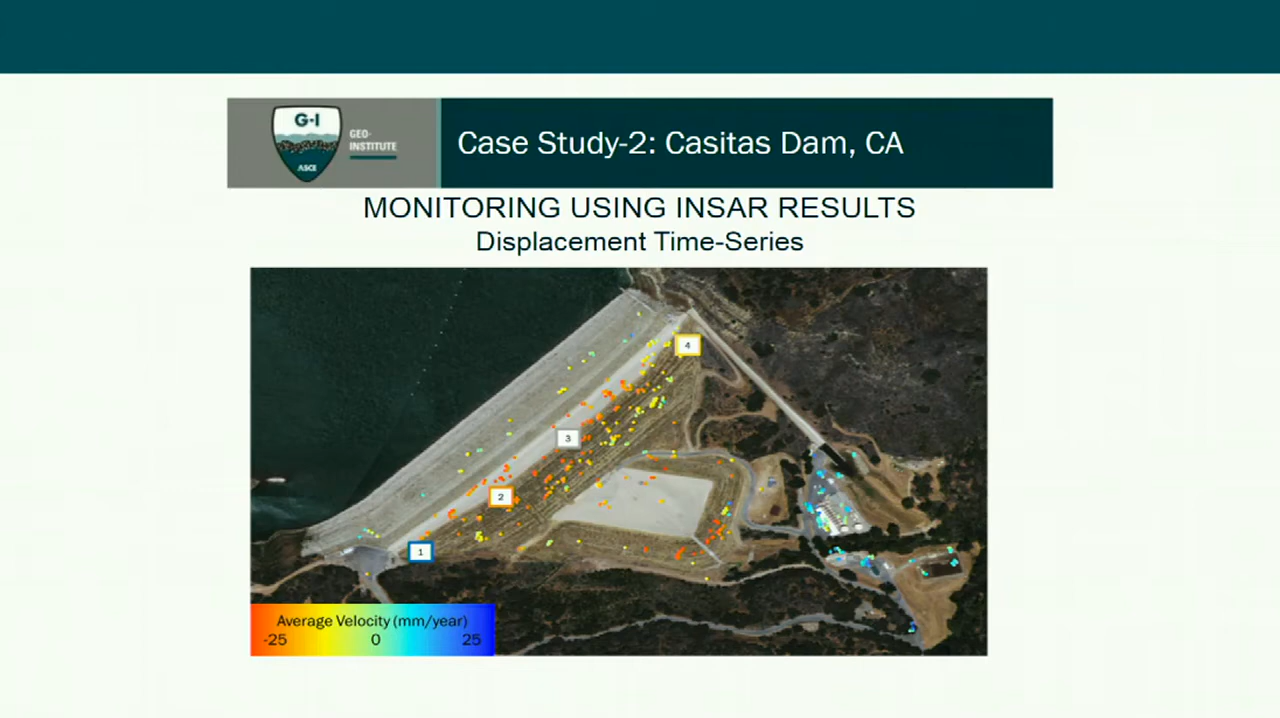 G-I
GEO-
INSTITUTE
ASCE
Case Study-2: Casitas Dam, CA
MONITORING USING INSAR RESULTS
Displacement Time-Series
4
3
2
1
Average Velocity (mm/year)
-25 0 25